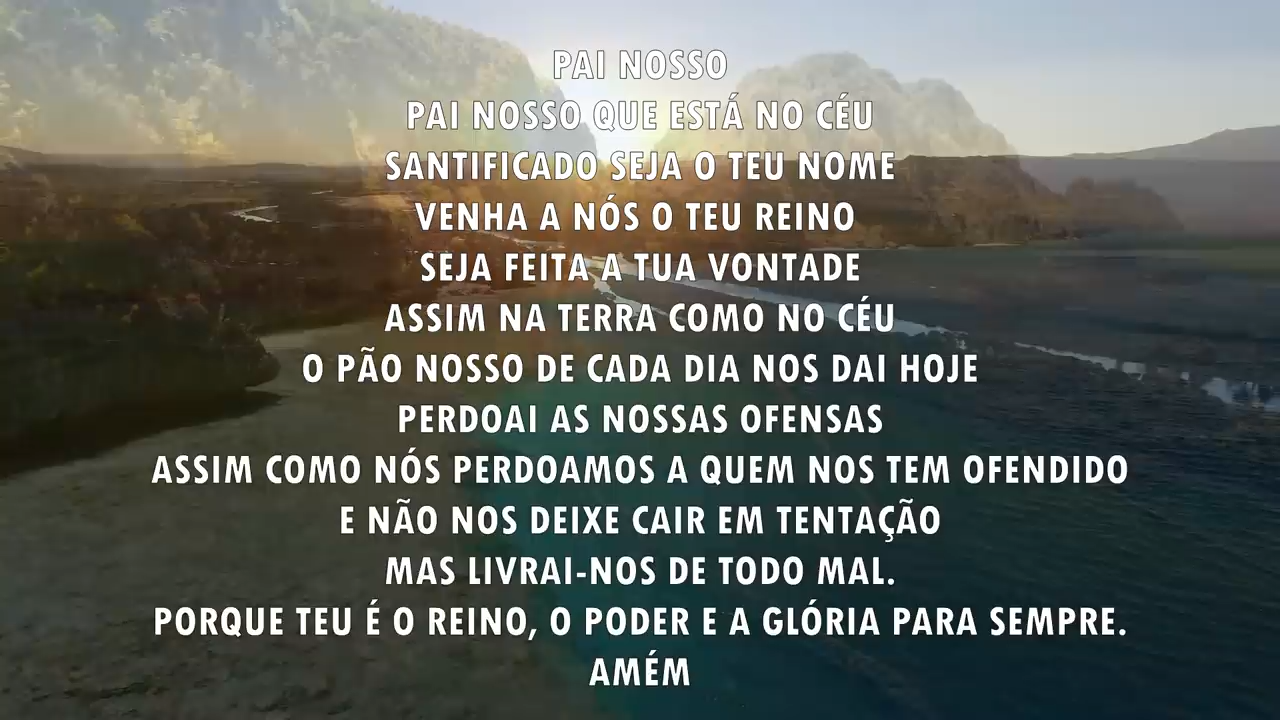 PAI NOSSO
PAI NOSSO QUE ESTÁ NO CÉU
SANTIFICADO SEJA O TEU NOME
VENHA A NÓS O TEU REINO
SEJA FEITA A TUA VONTADE
ASSIM NA TERRA COMO NO CÉU
O PÃO NOSSO DE CADA DIA NOS DAI HOJE
PERDOAI AS NOSSAS OFENSAS
ASSIM COMO NÓS PERDOAMOS A QUEM NOS TEM OFENDIDO
E NÃO NOS DEIXE CAIR EM TENTAÇÃO
MAS LIVRAI-NOS DE TODO MAL.
PORQUE TEU É O REINO, O PODER E A GLÓRIA PARA SEMPRE.
AMÉM